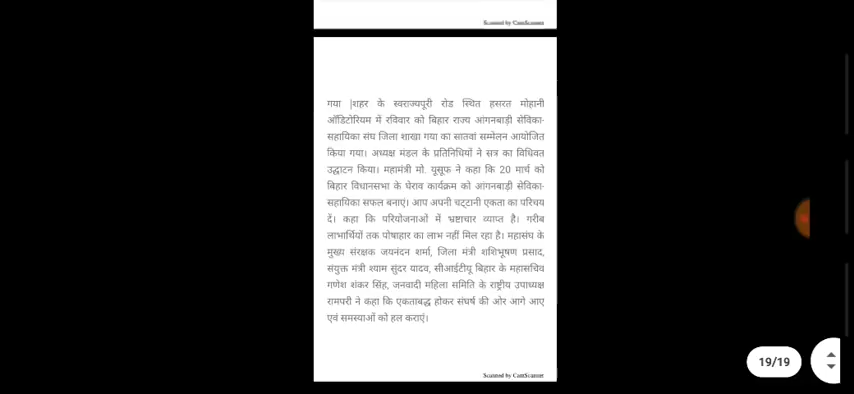 Scanned by CamScanner
गया |शहर के स्वराज्यपूरी रोड स्थित हसरत मोहानी
ऑडिटोरियम में रविवार को बिहार राज्य आंगनबाड़ी सेविका-
सहायिका संघ जिला शाखा गया का सातवां सम्मेलन आयोजित
किया गया। अध्यक्ष मंडल के प्रतिनिधियों ने सत्र का विधिवत
उद्घाटन किया। महामंत्री मो. यूसूफ ने कहा कि 20 मार्च को
बिहार विधानसभा के घेराव कार्यक्रम को आंगनबाड़ी सेविका-
सहायिका सफल बनाएं। आप अपनी चट्टानी एकता का परिचय
दें। कहा कि परियोजनाओं में भ्रष्टाचार व्याप्त है। गरीब
लाभार्थियों तक पोषाहार का लाभ नहीं मिल रहा है। महासंघ के
मुख्य संरक्षक जयनंदन शर्मा, जिला मंत्री शशिभूषण प्रसाद,
संयुक्त मंत्री श्याम सुंदर यादव, सीआईटीयू बिहार के महासचिव
गणेश शंकर सिंह, जनवादी महिला समिति के राष्ट्रीय उपाध्यक्ष
रामपरी ने कहा कि एकताबद्ध होकर संघर्ष की ओर आगे आए
एवं समस्याओं को हल कराएं।
19/19
Scanned by CamScanner